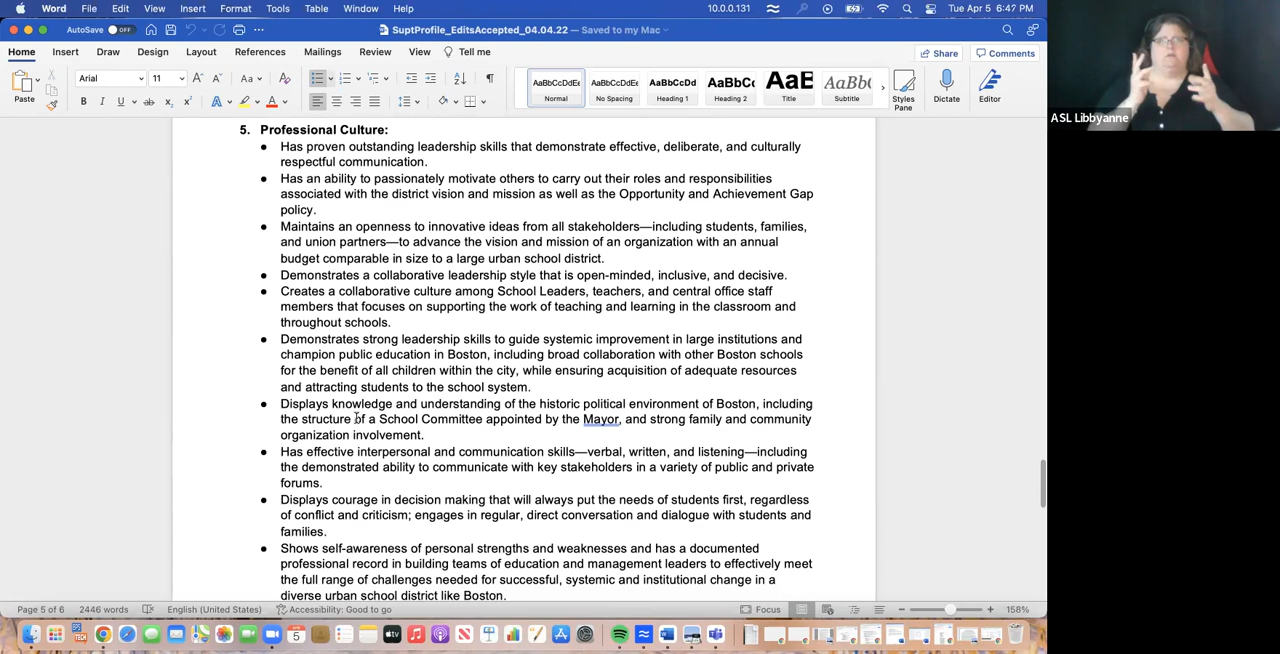 Word File Edit View Insert Format Tools Table Window Help 10.0.0.131 Tue Apr 5 6:47 PM
AutoSave OFF SuptProfile_EditsAccepted_04.04.22 — Saved to my Mac
Home Insert Draw Design Layout References Mailings Review View Tell me Share Comments
Paste Arial 11 AaBbCcDdEe Normal AaBbCcDdEe No Spacing AaBbCcDd Heading 1 AaBbCc Heading 2 AaB Title AaBb Subtitle Styles Pane Dictate Editor
ASL Libbyanne
5. Professional Culture:
● Has proven outstanding leadership skills that demonstrate effective, deliberate, and culturally
respectful communication.
● Has an ability to passionately motivate others to carry out their roles and responsibilities
associated with the district vision and mission as well as the Opportunity and Achievement Gap
policy.
● Maintains an openness to innovative ideas from all stakeholders—including students, families,
and union partners—to advance the vision and mission of an organization with an annual
budget comparable in size to a large urban school district.
● Demonstrates a collaborative leadership style that is open-minded, inclusive, and decisive.
● Creates a collaborative culture among School Leaders, teachers, and central office staff
members that focuses on supporting the work of teaching and learning in the classroom and
throughout schools.
● Demonstrates strong leadership skills to guide systemic improvement in large institutions and
champion public education in Boston, including broad collaboration with other Boston schools
for the benefit of all children within the city, while ensuring acquisition of adequate resources
and attracting students to the school system.
● Displays knowledge and understanding of the historic political environment of Boston, including
the structure of a School Committee appointed by the Mayor, and strong family and community
organization involvement.
● Has effective interpersonal and communication skills—verbal, written, and listening—including
the demonstrated ability to communicate with key stakeholders in a variety of public and private
forums.
● Displays courage in decision making that will always put the needs of students first, regardless
of conflict and criticism; engages in regular, direct conversation and dialogue with students and
families.
● Shows self-awareness of personal strengths and weaknesses and has a documented
professional record in building teams of education and management leaders to effectively meet
the full range of challenges needed for successful, systemic and institutional change in a
diverse urban school district like Boston.
Page 5 of 6 2446 words English (United States) Accessibility: Good to go Focus 158%